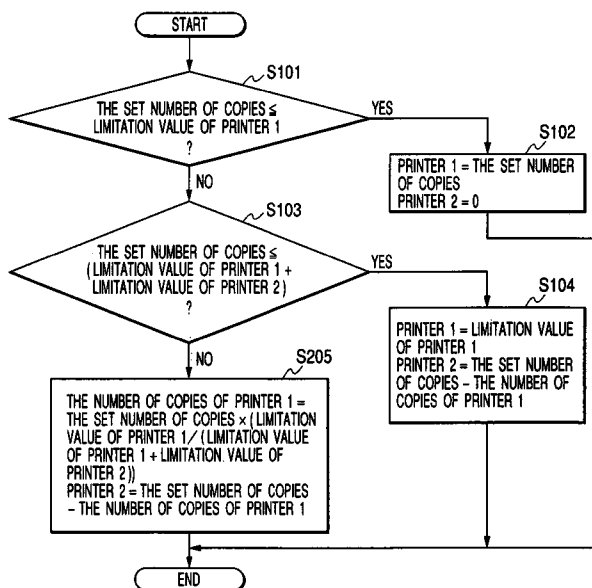 START
S101
THE SET NUMBER OF COPIES ≦
LIMITATION VALUE OF PRINTER 1
?
YES
S102
PRINTER 1 = THE SET NUMBER
OF COPIES
PRINTER 2 = 0
NO
S103
THE SET NUMBER OF COPIES ≦
(LIMITATION VALUE OF PRINTER 1 +
LIMITATION VALUE OF PRINTER 2)
?
YES
S104
PRINTER 1 = LIMITATION VALUE
OF PRINTER 1
PRINTER 2 = THE SET NUMBER
OF COPIES – THE NUMBER OF
COPIES OF PRINTER 1
NO
S205
THE NUMBER OF COPIES OF PRINTER 1 =
THE SET NUMBER OF COPIES × (LIMITATION
VALUE OF PRINTER 1 / (LIMITATION VALUE
OF PRINTER 1 + LIMITATION VALUE OF
PRINTER 2))
PRINTER 2 = THE SET NUMBER OF COPIES
– THE NUMBER OF COPIES OF PRINTER 1
END